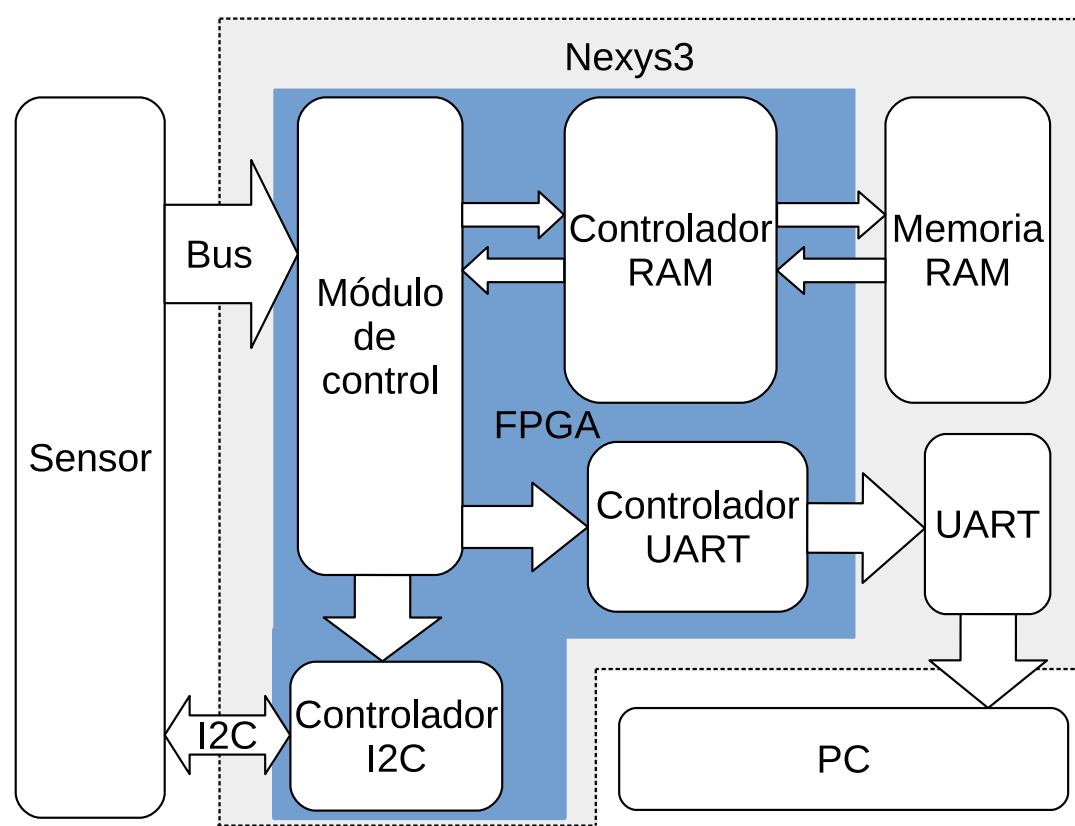 Nexys3
Sensor
Bus
Módulo
de
control
Controlador
RAM
Memoria
RAM
FPGA
Controlador
UART
UART
I2C
Controlador
I2C
PC